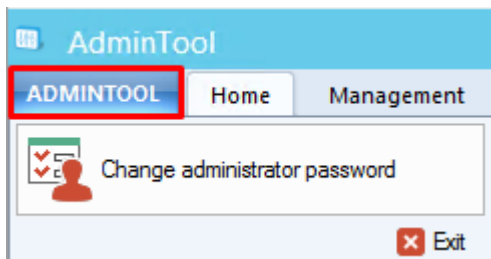 AdminTool
ADMINTOOL Home Management
Change administrator password
Exit